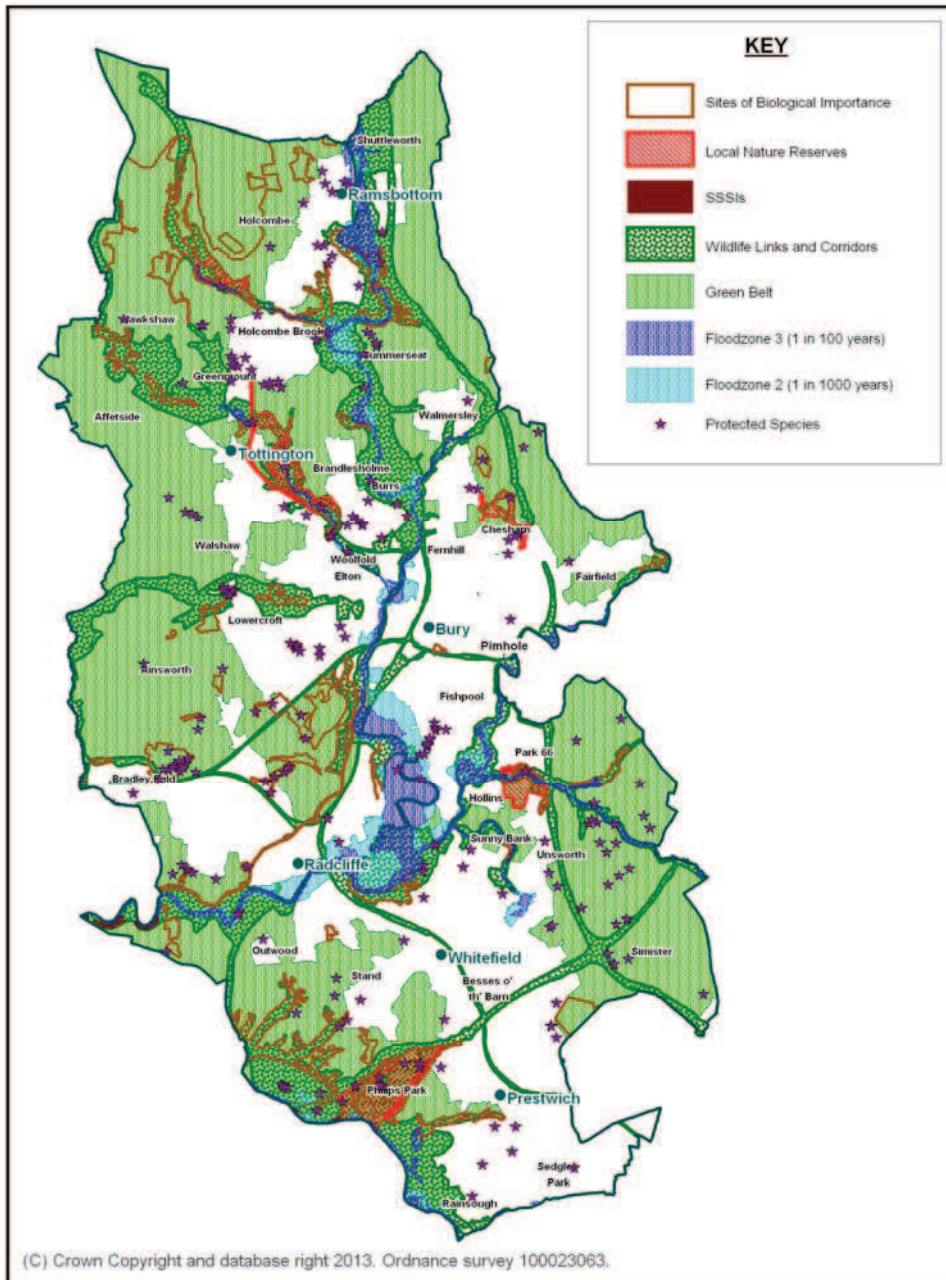 KEY
Sites of Biological Importance
Local Nature Reserves
SSSIs
Wildlife Links and Corridors
Green Belt
Floodzone 3 (1 in 100 years)
Floodzone 2 (1 in 1000 years)
Protected Species
Shuttleworth
Ramsbottom
Holcombe
Hawkshaw
Holcombe Brook
Summerseat
Greenmount
Affetside
Walmersley
Tottington
Brandlesholme
Burrs
Chesham
Walshaw
Woolfold
Fernhill
Elton
Fairfield
Lowercroft
Bury
Pimhole
Ainsworth
Fishpool
Park 66
Bradley Fold
Hollins
Sunny Bank
Unsworth
Radcliffe
Outwood
Whitefield
Simister
Stand
Besses o'
th' Barn
Philips Park
Prestwich
Sedgley
Park
Rainsough
(C) Crown Copyright and database right 2013. Ordnance survey 100023063.